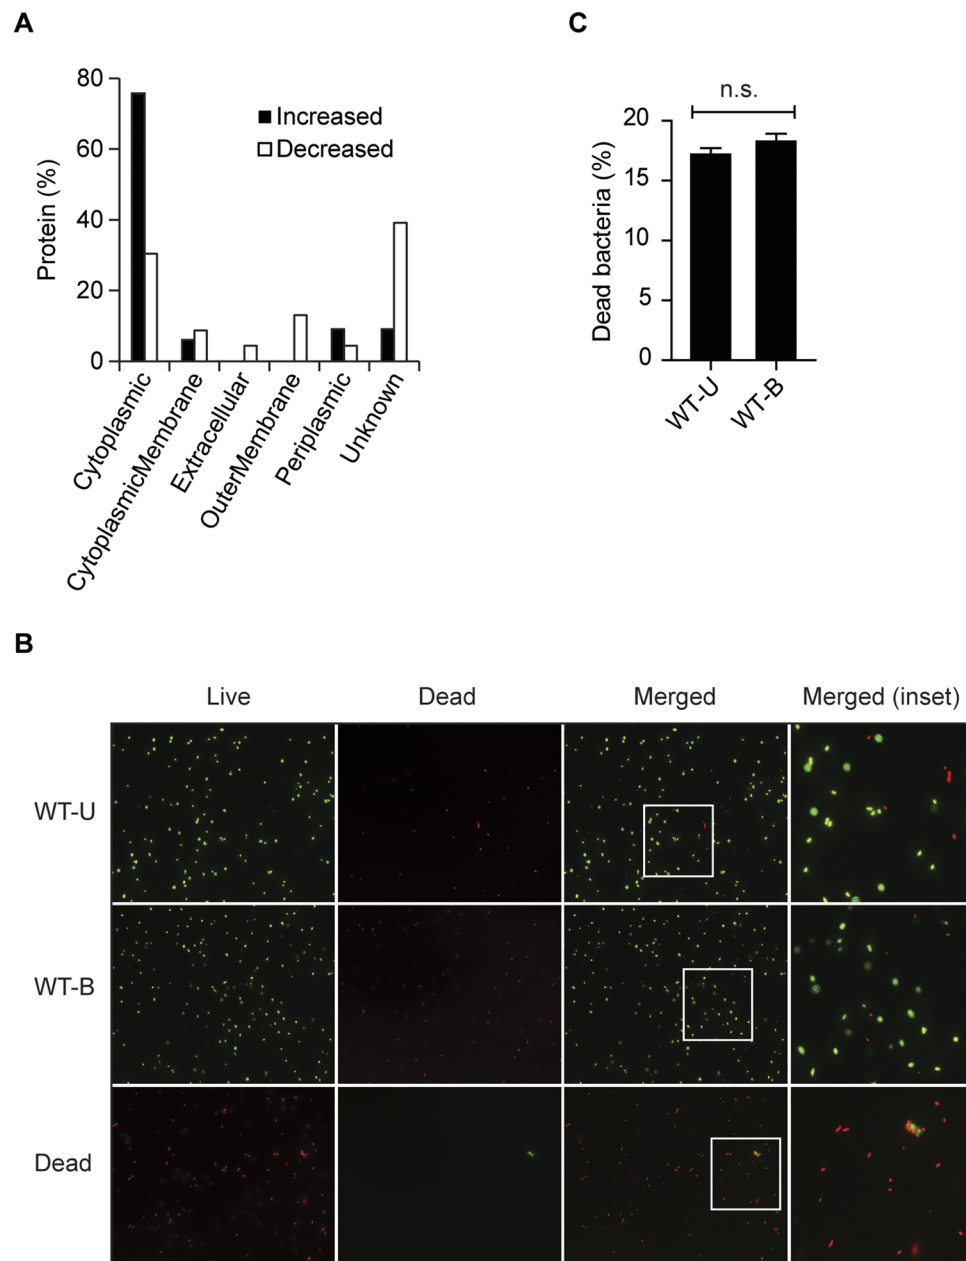 A
C
80
60
40
20
0
Protein (%)
Increased
Decreased
Cytoplasmic
CytoplasmicMembrane
Extracellular
OuterMembrane
Periplasmic
Unknown
n.s.
20
15
10
5
0
Dead bacteria (%)
WT-U
WT-B
B
Live Dead Merged Merged (inset)
WT-U
WT-B
Dead